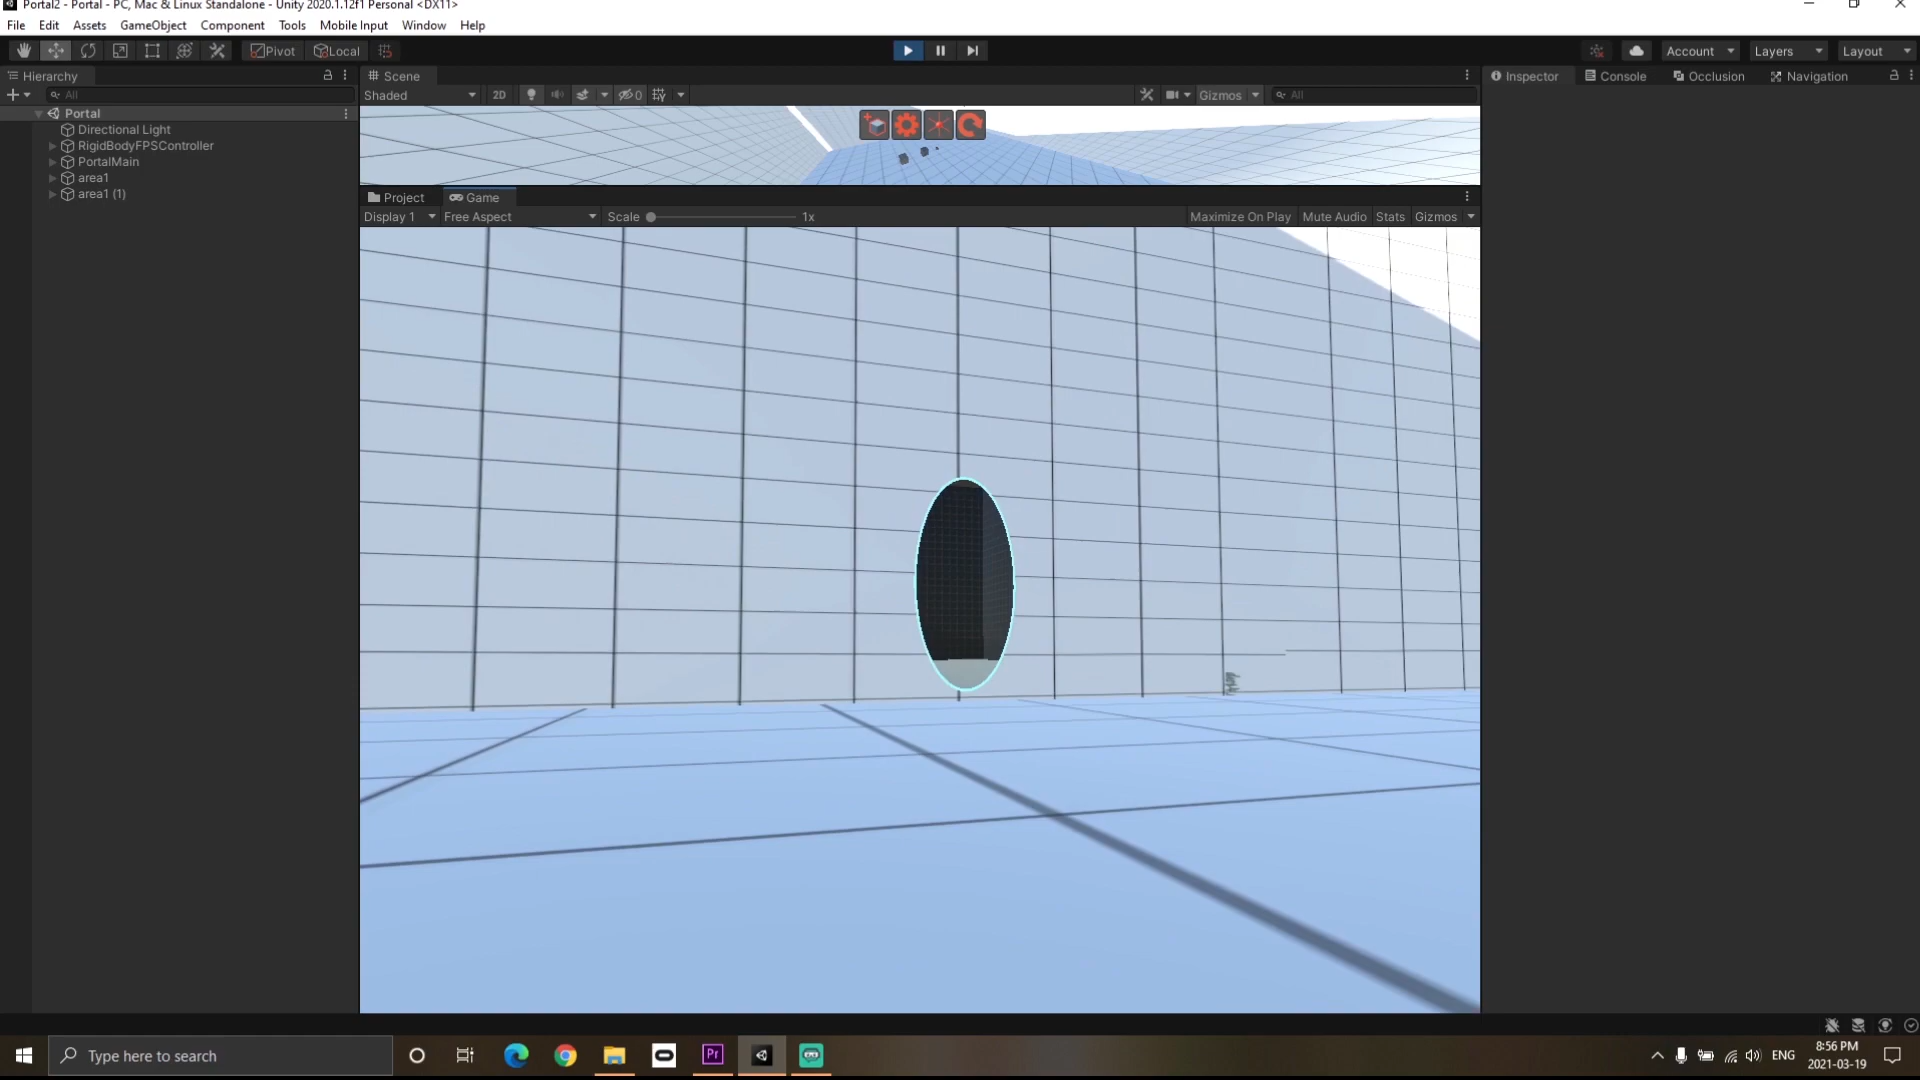 Portal2 - Portal - PC, Mac & Linux Standalone - Unity 2020.1.12f1 Personal <DX11>
File Edit Assets GameObject Component Tools Mobile Input Window Help
Pivot Local Account Layers Layout
Hierarchy Scene Inspector Console Occlusion Navigation
All Shaded 2D 0 Gizmos All
Portal
Directional Light
RigidBodyFPSController
PortalMain
area1
area1 (1)
Project Game
Display 1 Free Aspect Scale 1x Maximize On Play Mute Audio Stats Gizmos
Type here to search Pr ENG 8:56 PM
2021-03-19